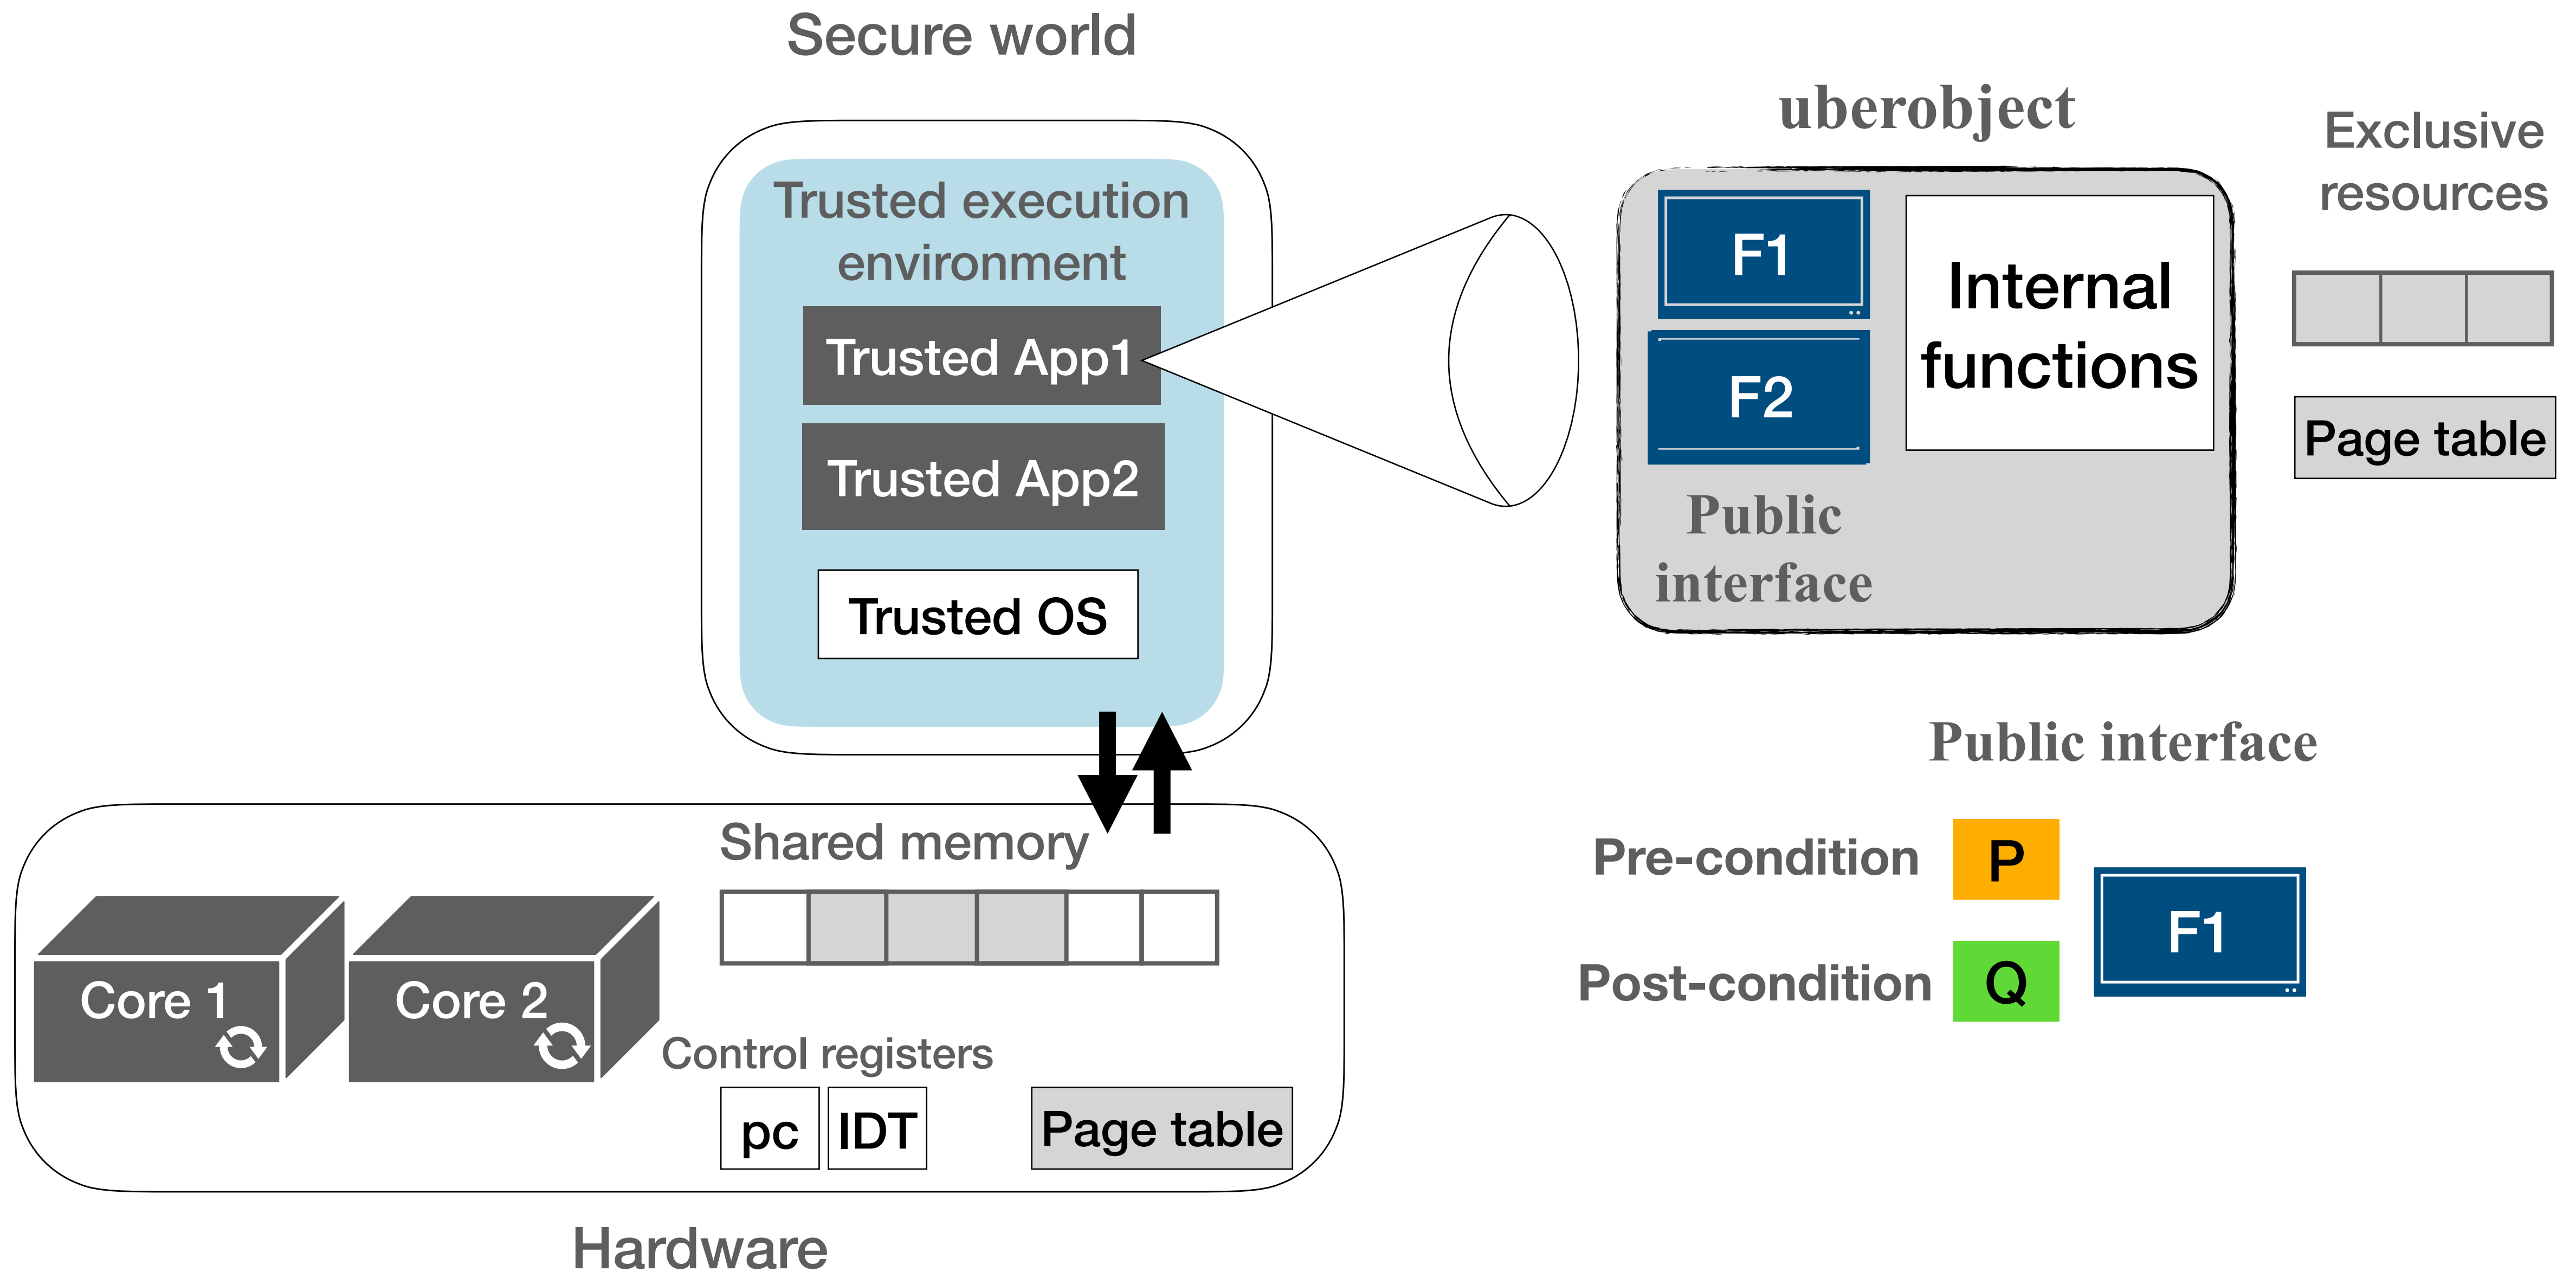 Secure world
Trusted execution
environment
Trusted App1
Trusted App2
Trusted OS
uberobject
F1
F2
Internal
functions
Public
interface
Exclusive
resources
Page table
Shared memory
Core 1
Core 2
Control registers
pc
IDT
Page table
Hardware
Public interface
Pre-condition
P
Post-condition
Q
F1